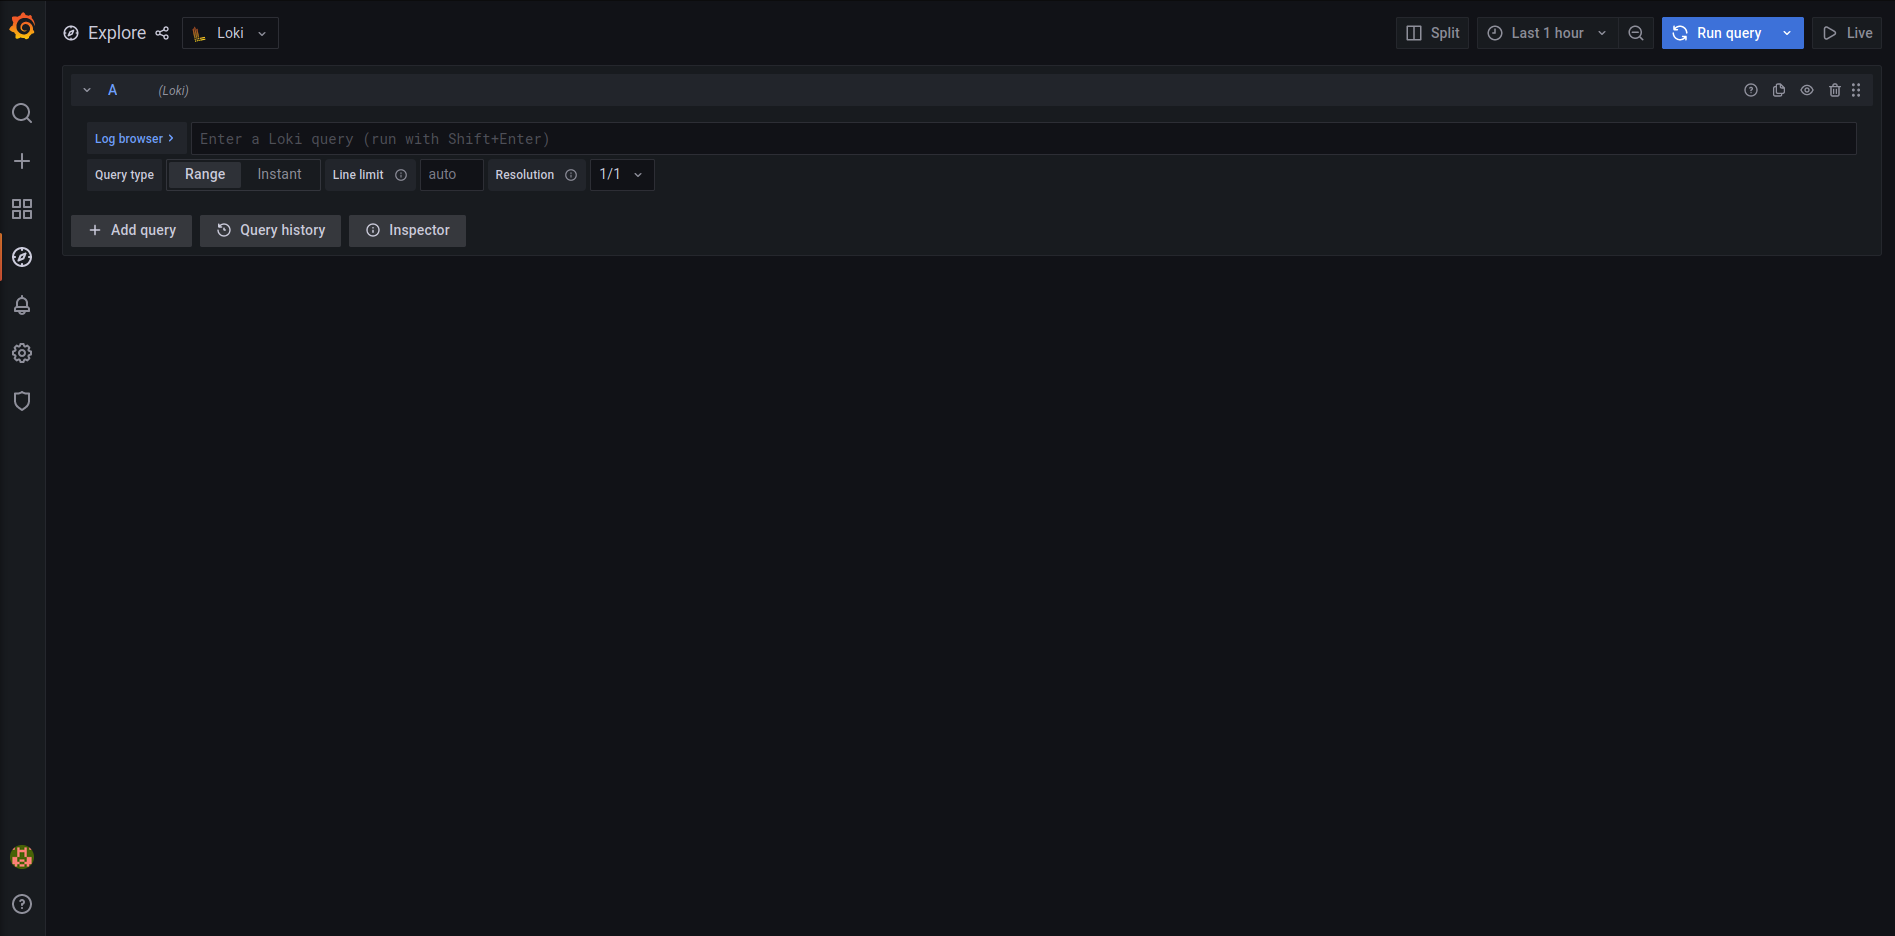 Explore Loki Split Last 1 hour Run query Live
A (Loki)
Log browser Enter a Loki query (run with Shift+Enter)
Query type Range Instant Line limit auto Resolution 1/1
Add query Query history Inspector